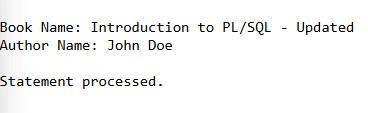 Book Name: Introduction to PL/SQL - Updated
Author Name: John Doe
Statement processed.